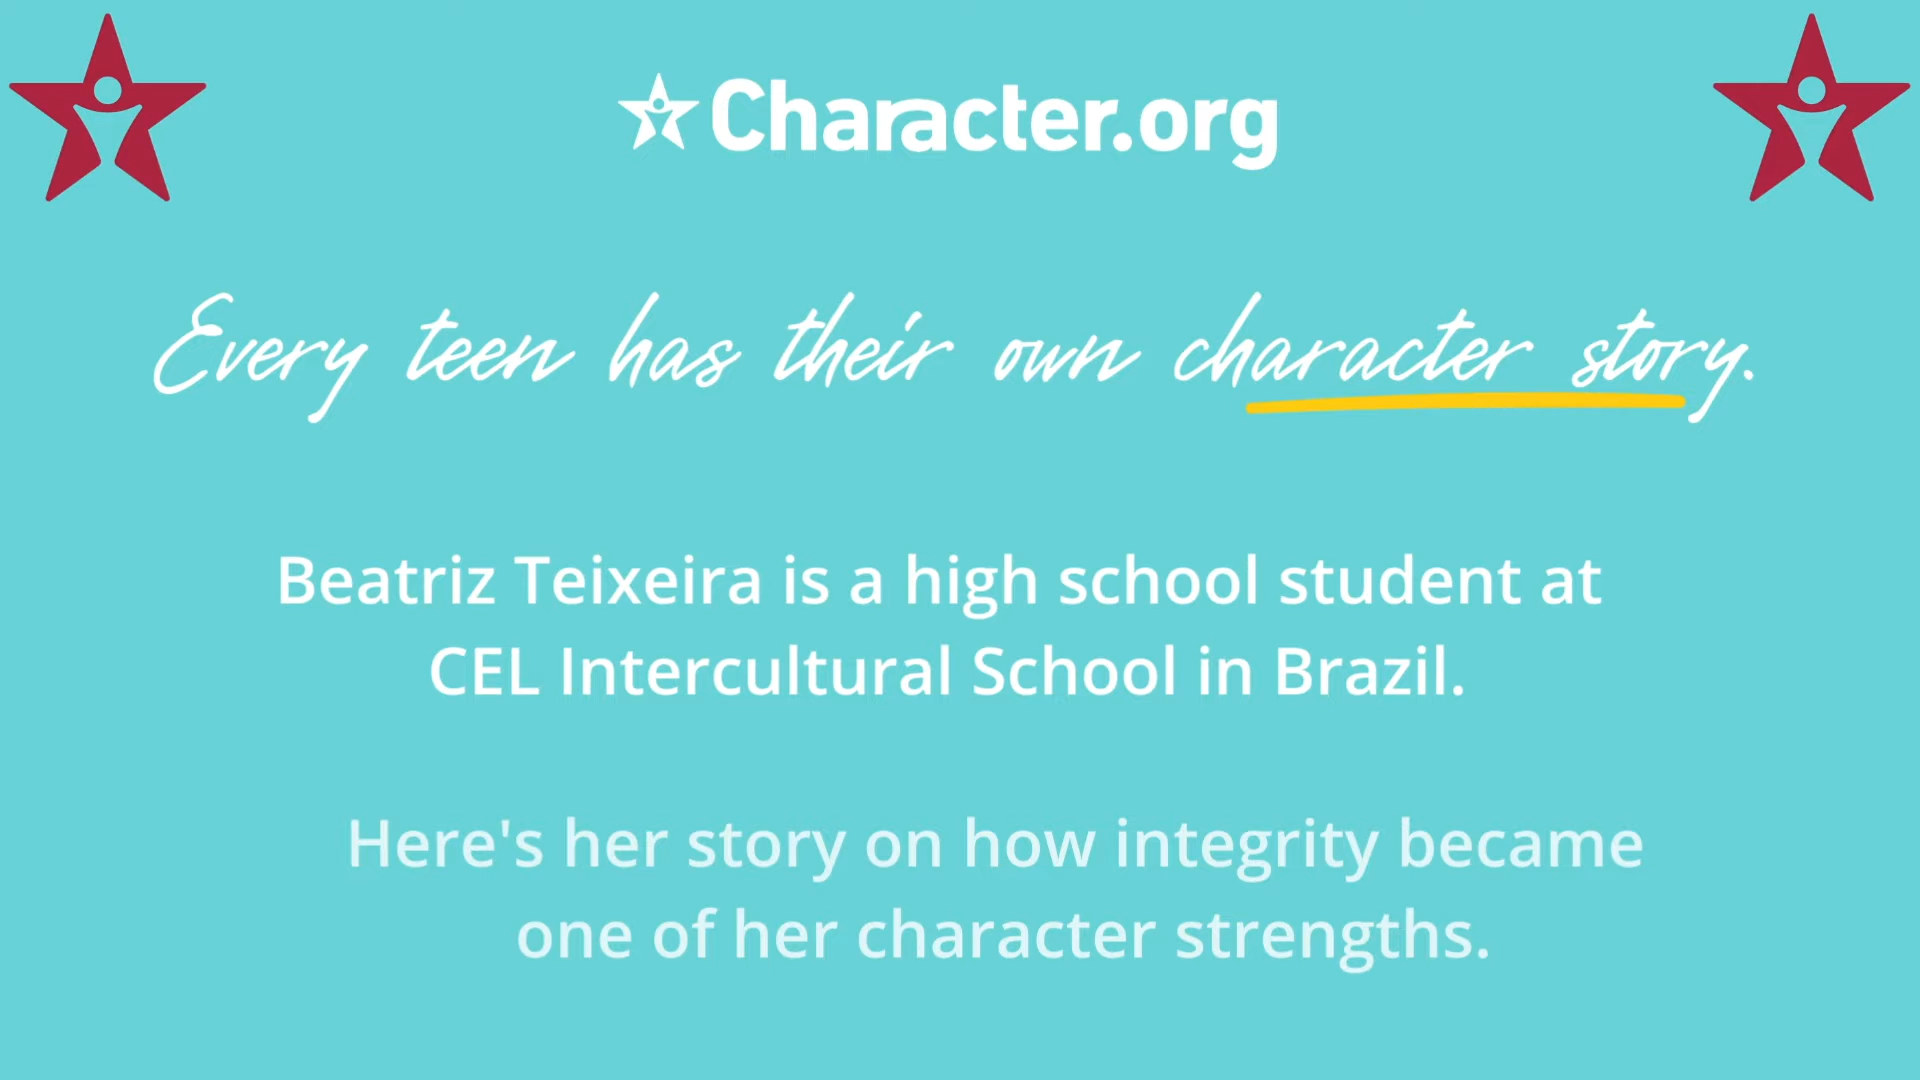 Character.org
Every teen has their own character story.
Beatriz Teixeira is a high school student at
CEL Intercultural School in Brazil.
Here's her story on how integrity became
one of her character strengths.